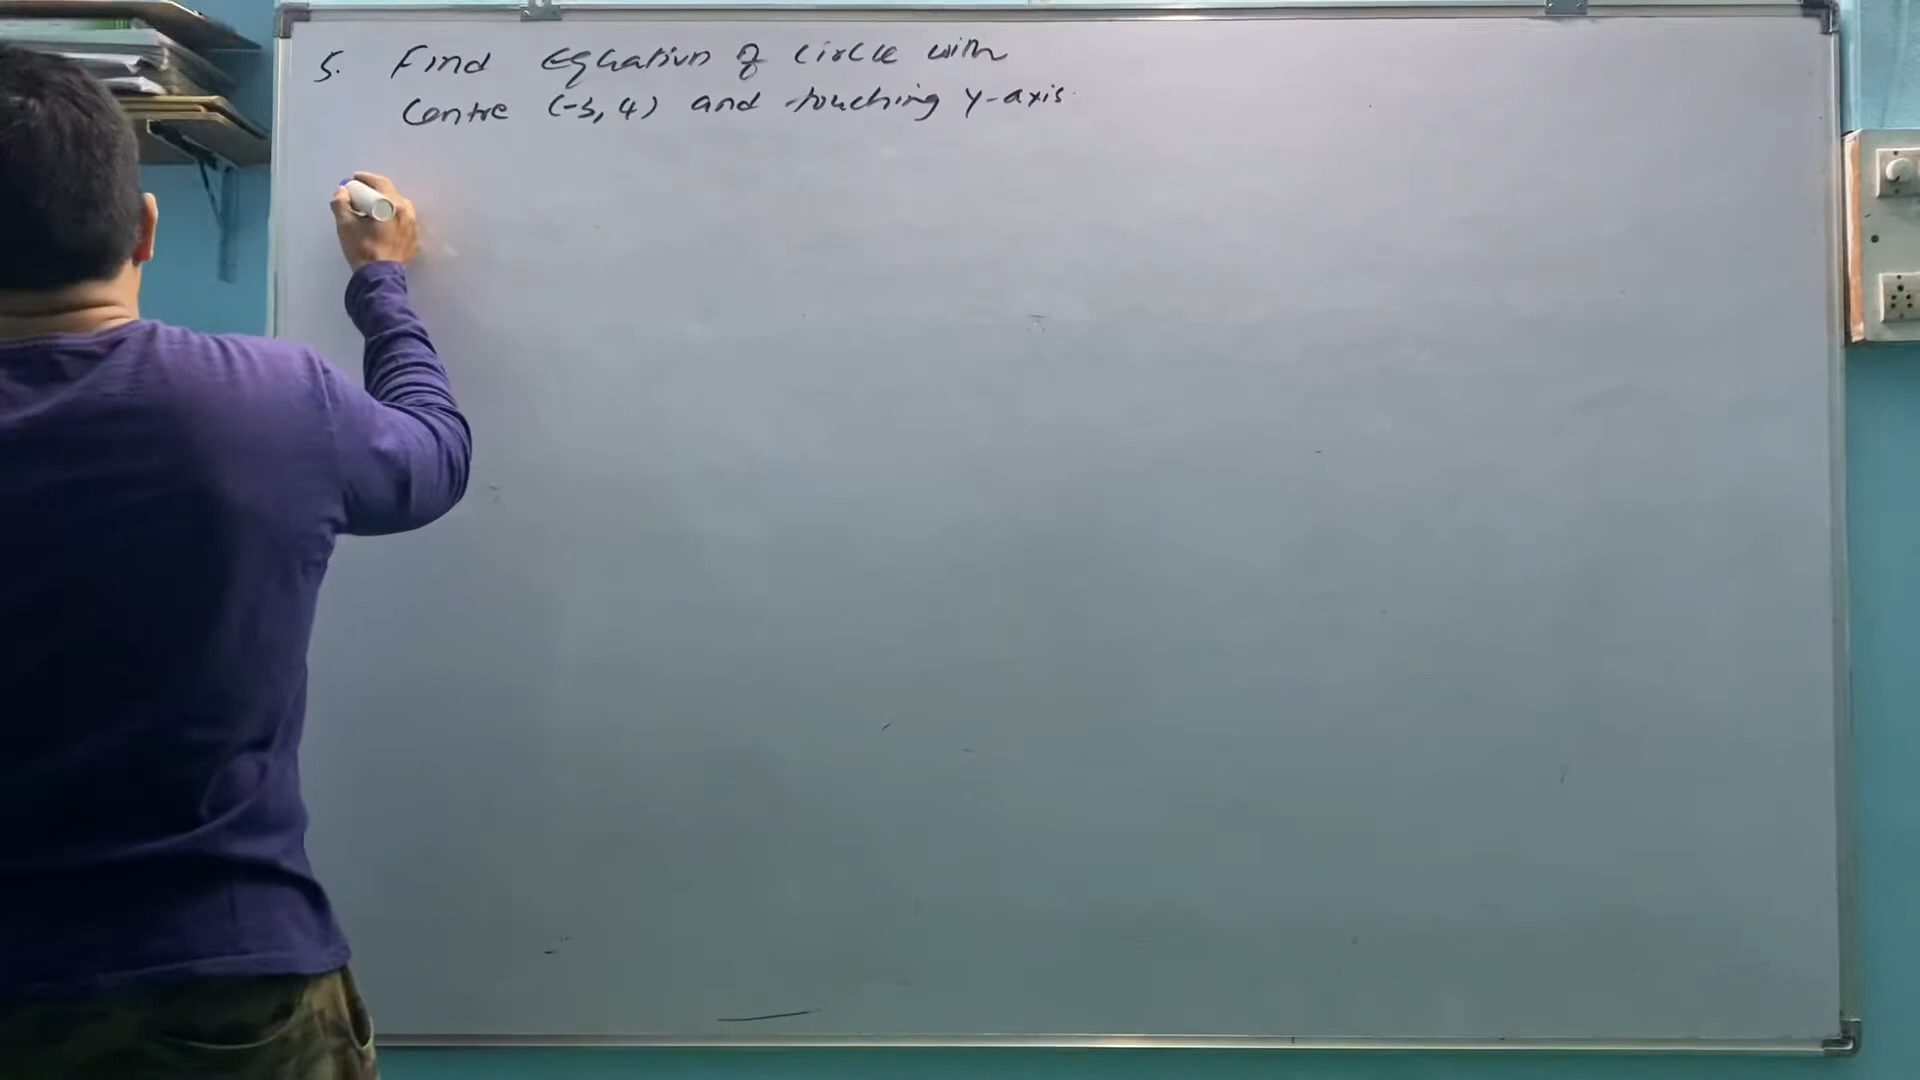 5. Find equation of circle with
centre (-3, 4) and touching y-axis.